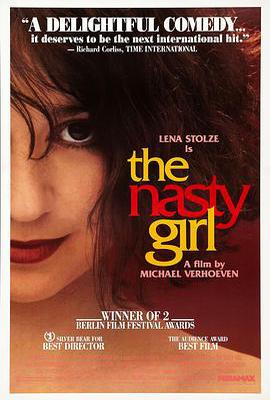 “A DELIGHTFUL COMEDY...
it deserves to be the next international hit.”
— Richard Corliss, TIME INTERNATIONAL
LENA STOLZE
Is
the
nasty
girl
A film by
MICHAEL VERHOEVEN
WINNER OF 2
BERLIN FILM FESTIVAL AWARDS
SILVER BEAR FOR
BEST DIRECTOR
THE AUDIENCE AWARD
BEST FILM
MIRAMAX